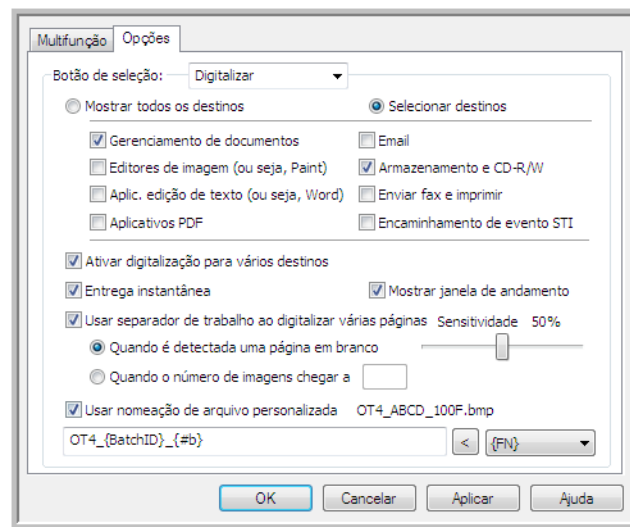 Multifunção Opções
Botão de seleção: Digitalizar
Mostrar todos os destinos Selecionar destinos
Gerenciamento de documentos Email
Editores de imagem (ou seja, Paint) Armazenamento e CD-R/W
Aplic. edição de texto (ou seja, Word) Enviar fax e imprimir
Aplicativos PDF Encaminhamento de evento STI
Ativar digitalização para vários destinos
Entrega instantânea Mostrar janela de andamento
Usar separador de trabalho ao digitalizar várias páginas Sensitividade 50%
Quando é detectada uma página em branco
Quando o número de imagens chegar a
Usar nomeação de arquivo personalizada OT4_ABCD_100F.bmp
OT4_{BatchID}_{#b} < {FN}
OK Cancelar Aplicar Ajuda